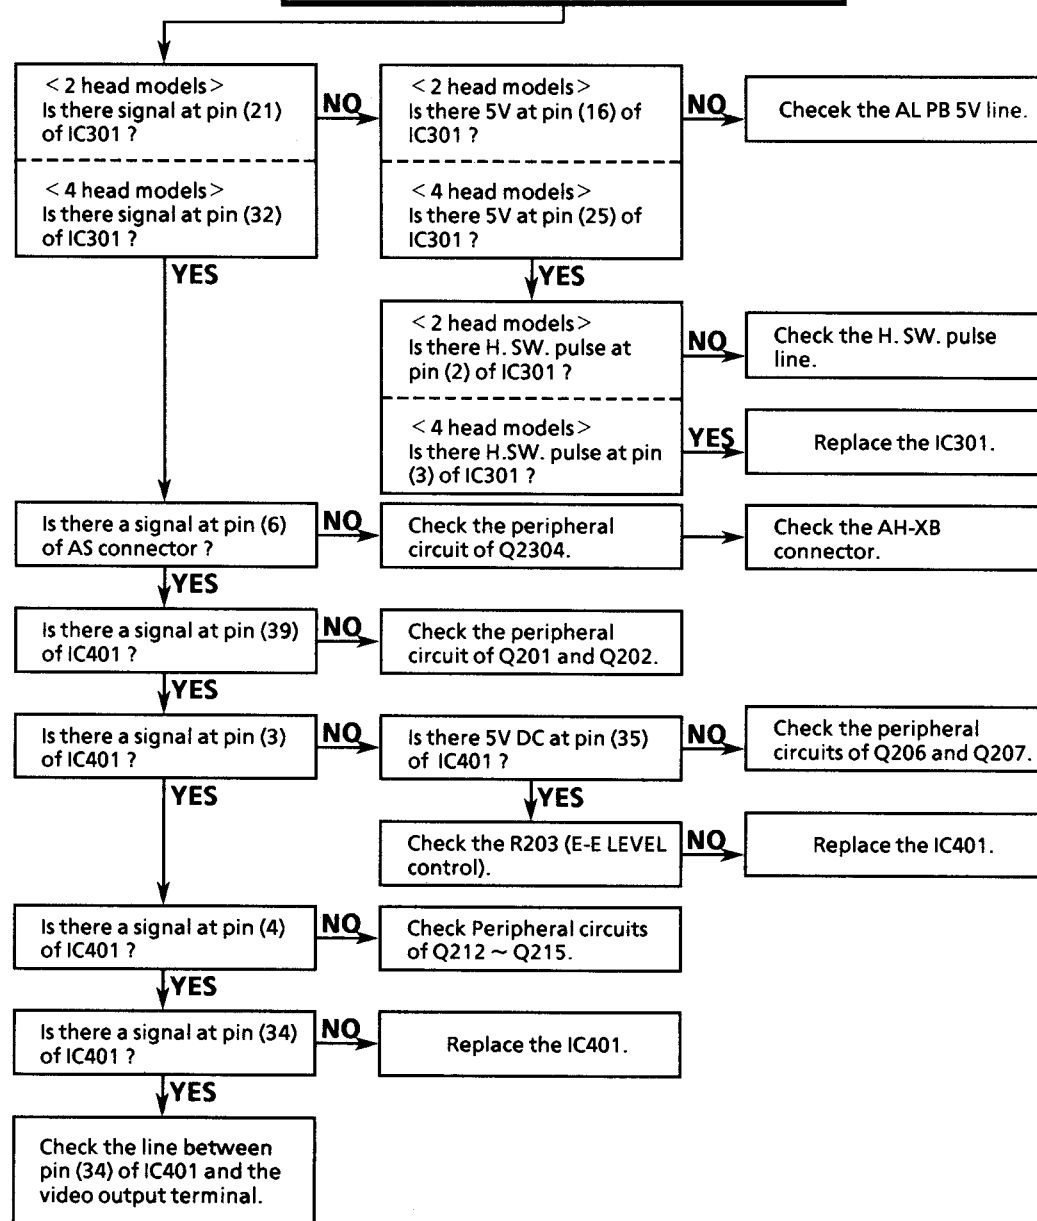 < 2 head models>
Is there signal at pin (21)
of IC301 ?
< 4 head models>
Is there signal at pin (32)
of IC301 ?
NO
< 2 head models>
Is there 5V at pin (16) of
IC301 ?
< 4 head models>
Is there 5V at pin (25) of
IC301 ?
NO
Checek the AL PB 5V line.
YES
YES
< 2 head models>
Is there H. SW. pulse at
pin (2) of IC301 ?
< 4 head models>
Is there H.SW. pulse at pin
(3) of IC301 ?
NO
Check the H. SW. pulse
line.
YES
Replace the IC301.
Is there a signal at pin (6)
of AS connector ?
NO
Check the peripheral
circuit of Q2304.
Check the AH-XB
connector.
YES
Is there a signal at pin (39)
of IC401 ?
NO
Check the peripheral
circuit of Q201 and Q202.
YES
Is there a signal at pin (3)
of IC401 ?
NO
Is there 5V DC at pin (35)
of IC401 ?
NO
Check the peripheral
circuits of Q206 and Q207.
YES
YES
Check the R203 (E-E LEVEL
control).
NO
Replace the IC401.
Is there a signal at pin (4)
of IC401 ?
NO
Check Peripheral circuits
of Q212 ~ Q215.
YES
Is there a signal at pin (34)
of IC401 ?
NO
Replace the IC401.
YES
Check the line between
pin (34) of IC401 and the
video output terminal.